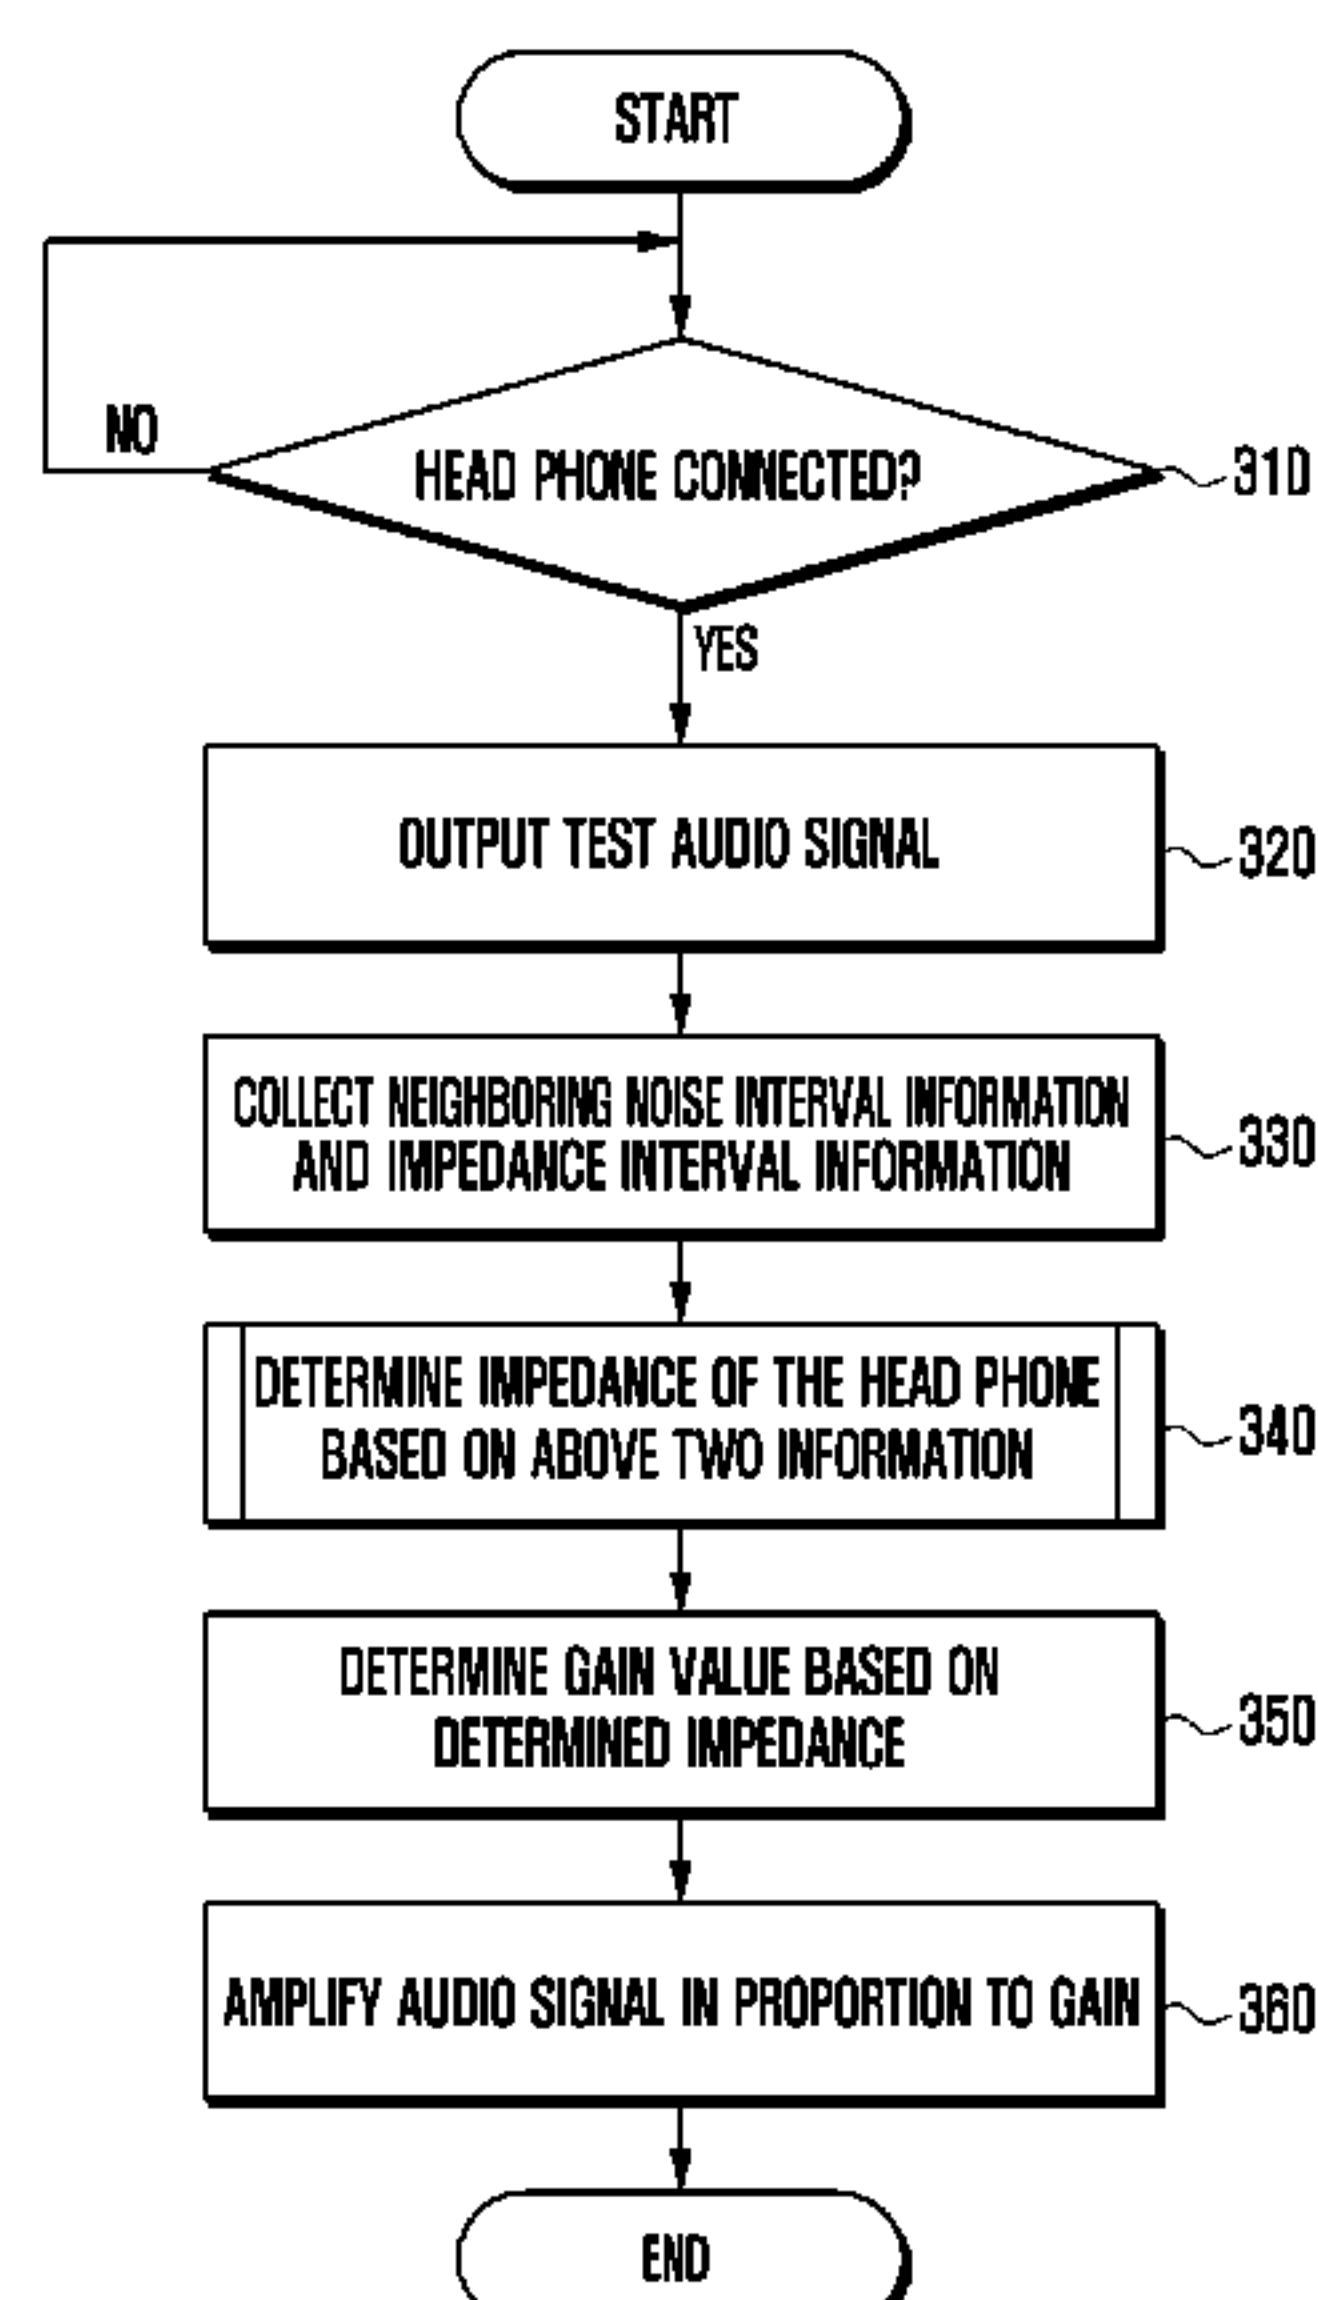 START
NO
HEAD PHONE CONNECTED?
310
YES
OUTPUT TEST AUDIO SIGNAL
320
COLLECT NEIGHBORING NOISE INTERVAL INFORMATION
AND IMPEDANCE INTERVAL INFORMATION
330
DETERMINE IMPEDANCE OF THE HEAD PHONE
BASED ON ABOVE TWO INFORMATION
340
DETERMINE GAIN VALUE BASED ON
DETERMINED IMPEDANCE
350
AMPLIFY AUDIO SIGNAL IN PROPORTION TO GAIN
360
END